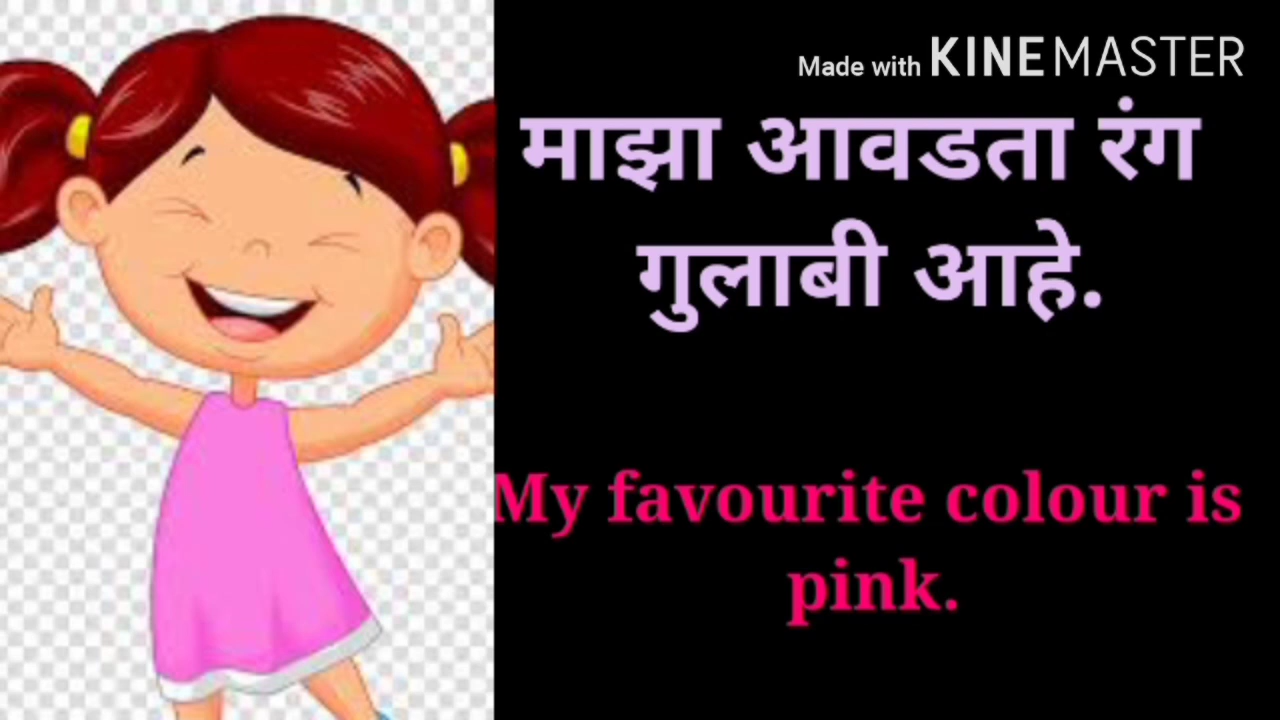 Made with KINEMASTER
माझा आवडता रंग
गुलाबी आहे.
My favourite colour is
pink.